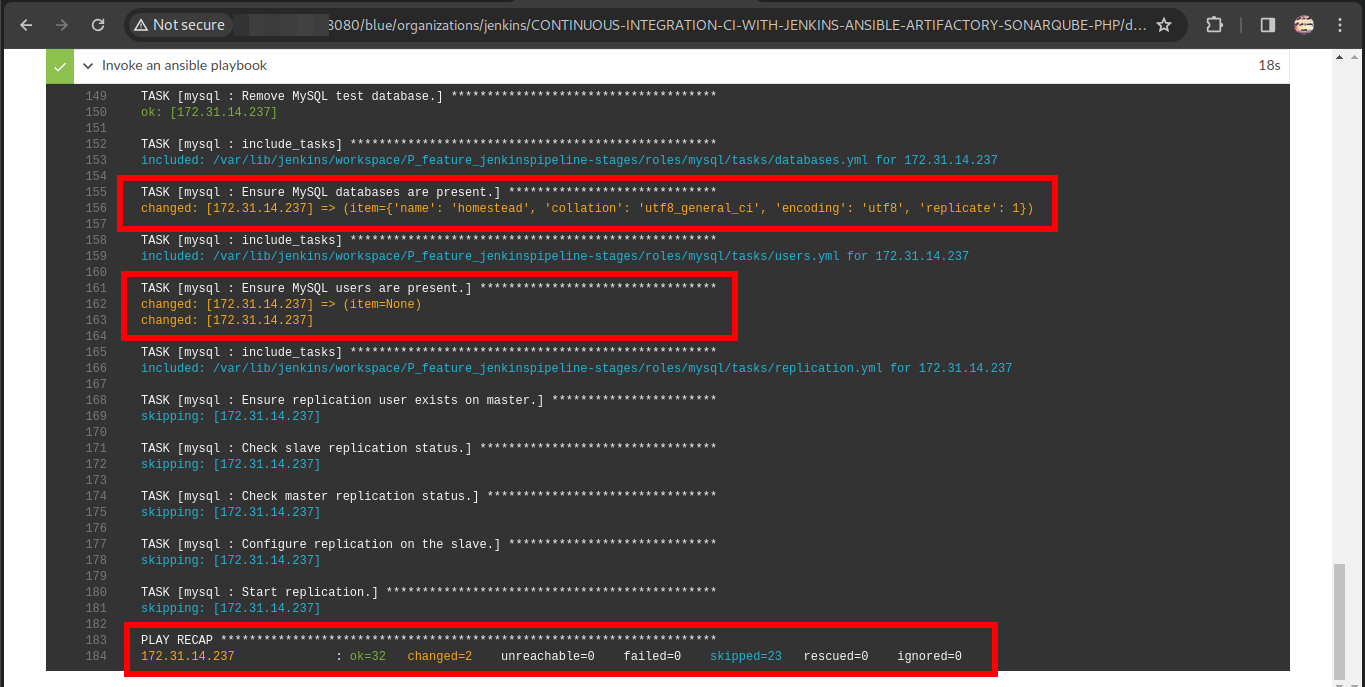 Not secure 8080/blue/organizations/jenkins/CONTINUOUS-INTEGRATION-CI-WITH-JENKINS-ANSIBLE-ARTIFACTORY-SONARQUBE-PHP/d...
Invoke an ansible playbook 18s
149 TASK [mysql : Remove MySQL test database.] *************************************
150 ok: [172.31.14.237]
151
152 TASK [mysql : include_tasks] ***************************************************
153 included: /var/lib/jenkins/workspace/P_feature_jenkinspipeline-stages/roles/mysql/tasks/databases.yml for 172.31.14.237
154
155 TASK [mysql : Ensure MySQL databases are present.] *****************************
156 changed: [172.31.14.237] => (item={'name': 'homestead', 'collation': 'utf8_general_ci', 'encoding': 'utf8', 'replicate': 1})
157
158 TASK [mysql : include_tasks] ***************************************************
159 included: /var/lib/jenkins/workspace/P_feature_jenkinspipeline-stages/roles/mysql/tasks/users.yml for 172.31.14.237
160
161 TASK [mysql : Ensure MySQL users are present.] *********************************
162 changed: [172.31.14.237] => (item=None)
163 changed: [172.31.14.237]
164
165 TASK [mysql : include_tasks] ***************************************************
166 included: /var/lib/jenkins/workspace/P_feature_jenkinspipeline-stages/roles/mysql/tasks/replication.yml for 172.31.14.237
167
168 TASK [mysql : Ensure replication user exists on master.] ***********************
169 skipping: [172.31.14.237]
170
171 TASK [mysql : Check slave replication status.] *********************************
172 skipping: [172.31.14.237]
173
174 TASK [mysql : Check master replication status.] ********************************
175 skipping: [172.31.14.237]
176
177 TASK [mysql : Configure replication on the slave.] *****************************
178 skipping: [172.31.14.237]
179
180 TASK [mysql : Start replication.] **********************************************
181 skipping: [172.31.14.237]
182
183 PLAY RECAP *********************************************************************
184 172.31.14.237 : ok=32 changed=2 unreachable=0 failed=0 skipped=23 rescued=0 ignored=0